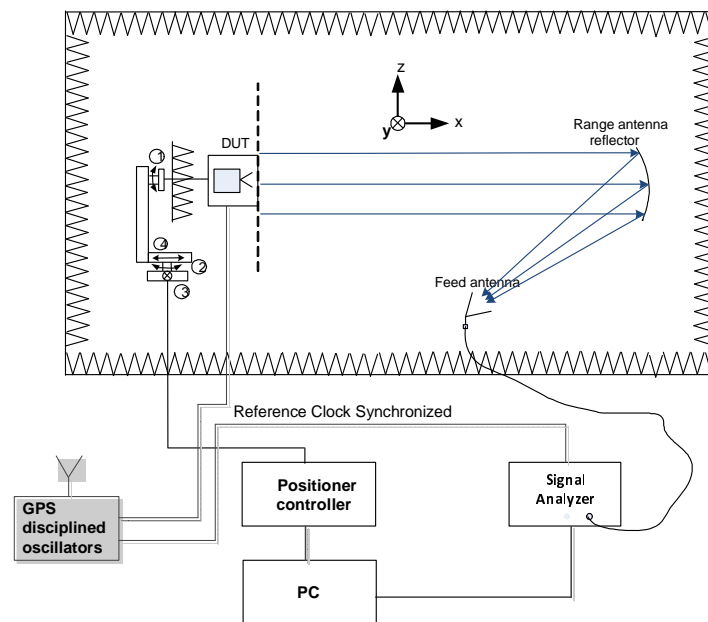 z
x
y
DUT
Range antenna
reflector
1
4
2
3
Feed antenna
Reference Clock Synchronized
GPS
disciplined
oscillators
Positioner
controller
Signal
Analyzer
PC